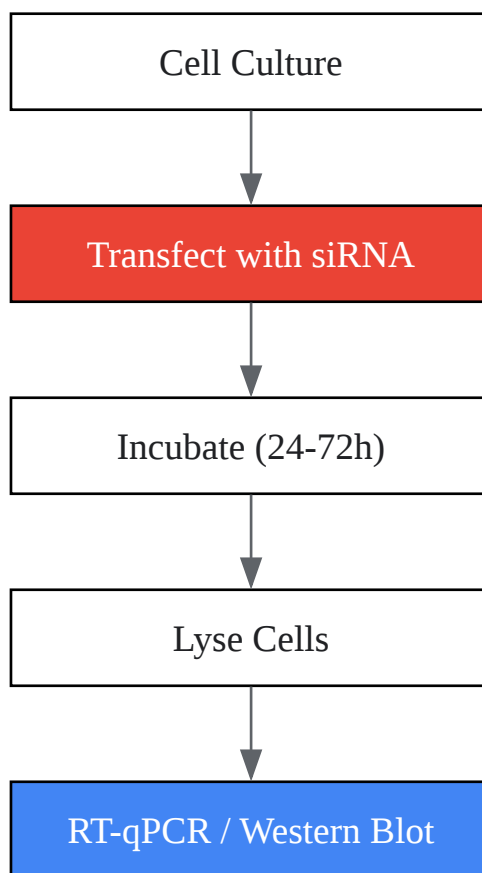 Cell Culture
Transfect with siRNA
Incubate (24-72h)
Lyse Cells
RT-qPCR / Western Blot